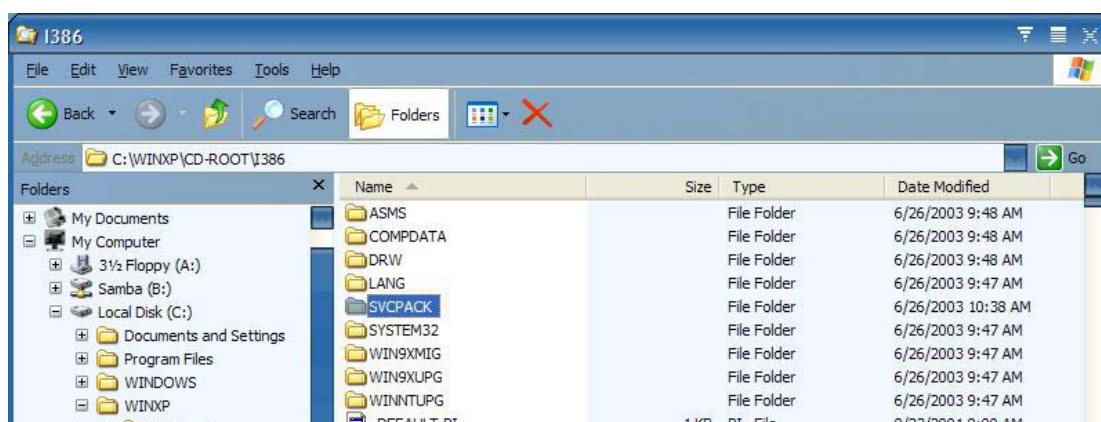 I386
File Edit View Favorites Tools Help
Back Search Folders
Address C:\WINXP\CD-ROOT\I386 Go
Folders
My Documents
My Computer
3½ Floppy (A:)
Samba (B:)
Local Disk (C:)
Documents and Settings
Program Files
WINDOWS
WINXP
Name Size Type Date Modified
ASMS File Folder 6/26/2003 9:48 AM
COMPDATA File Folder 6/26/2003 9:48 AM
DRW File Folder 6/26/2003 9:48 AM
LANG File Folder 6/26/2003 9:47 AM
SVCPACK File Folder 6/26/2003 10:38 AM
SYSTEM32 File Folder 6/26/2003 9:47 AM
WIN9XMIG File Folder 6/26/2003 9:47 AM
WIN9XUPG File Folder 6/26/2003 9:47 AM
WINNTUPG File Folder 6/26/2003 9:47 AM